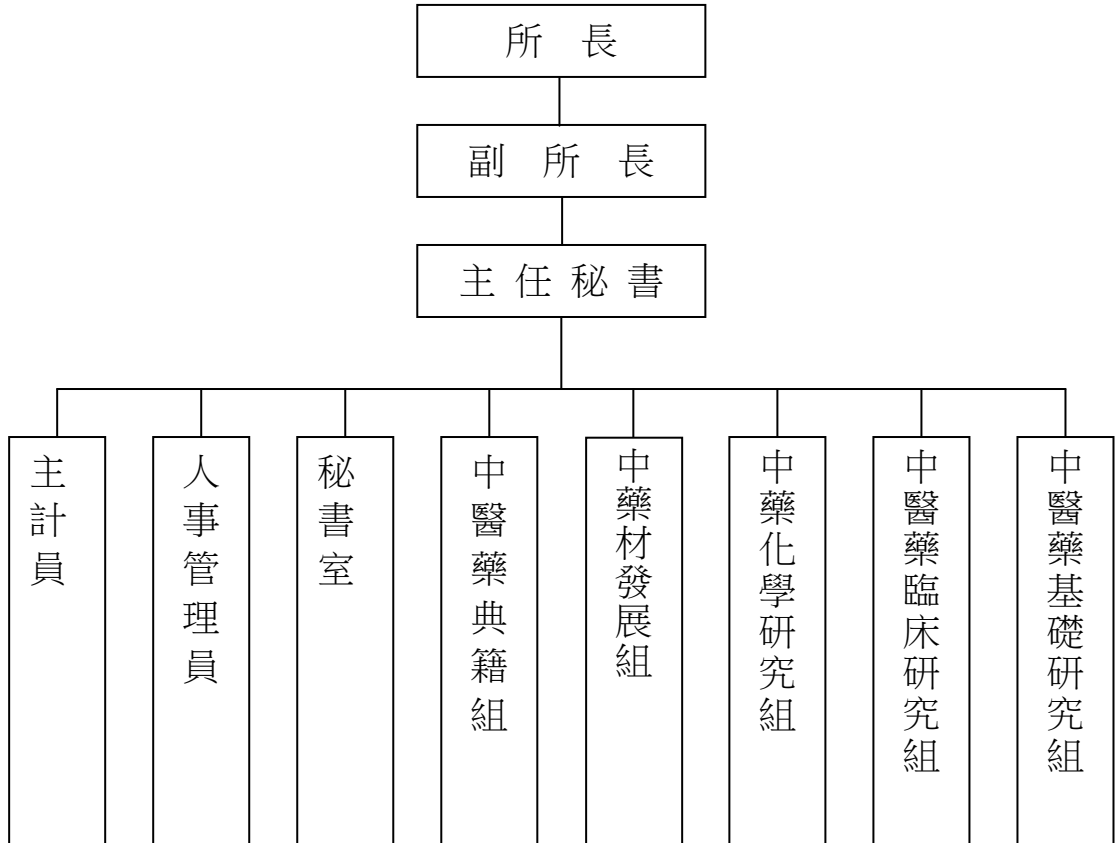 所 長
副 所 長
主 任 秘 書
主計員
人事管理員
秘書室
中醫藥典籍組
中藥材發展組
中藥化學研究組
中醫藥臨床研究組
中醫藥基礎研究組